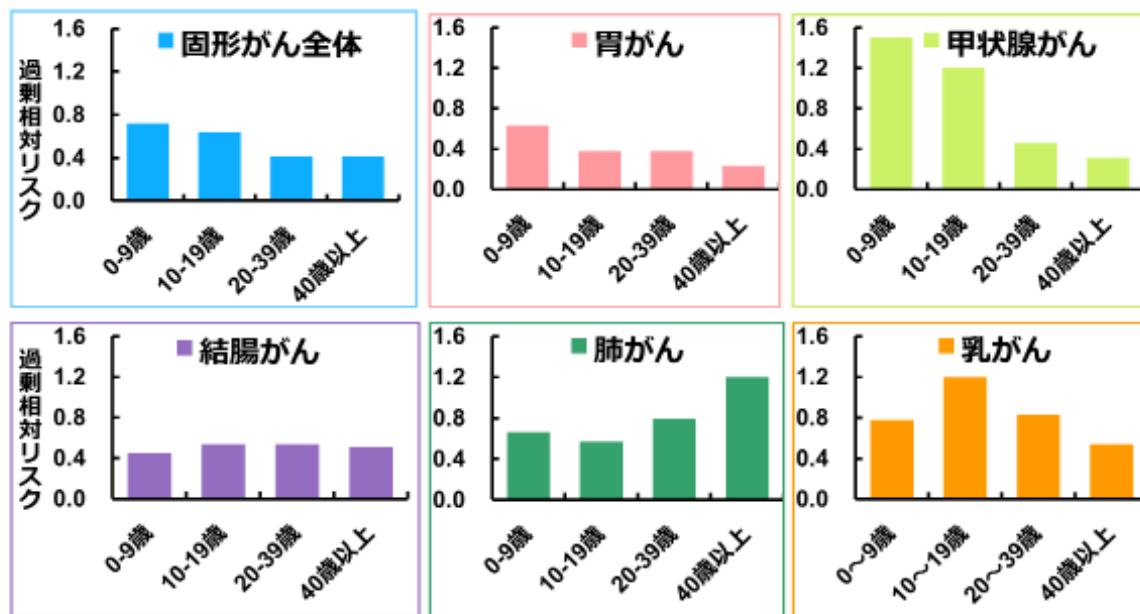 固形がん全体
過剰相対リスク
1.6
1.2
0.8
0.4
0.0
0-9歳
10-19歳
20-39歳
40歳以上
胃がん
1.6
1.2
0.8
0.4
0.0
0-9歳
10-19歳
20-39歳
40歳以上
甲状腺がん
1.6
1.2
0.8
0.4
0.0
0-9歳
10-19歳
20-39歳
40歳以上
結腸がん
過剰相対リスク
1.6
1.2
0.8
0.4
0.0
0-9歳
10-19歳
20-39歳
40歳以上
肺がん
1.6
1.2
0.8
0.4
0.0
0-9歳
10-19歳
20-39歳
40歳以上
乳がん
1.6
1.2
0.8
0.4
0.0
0〜9歳
10〜19歳
20〜39歳
40歳以上